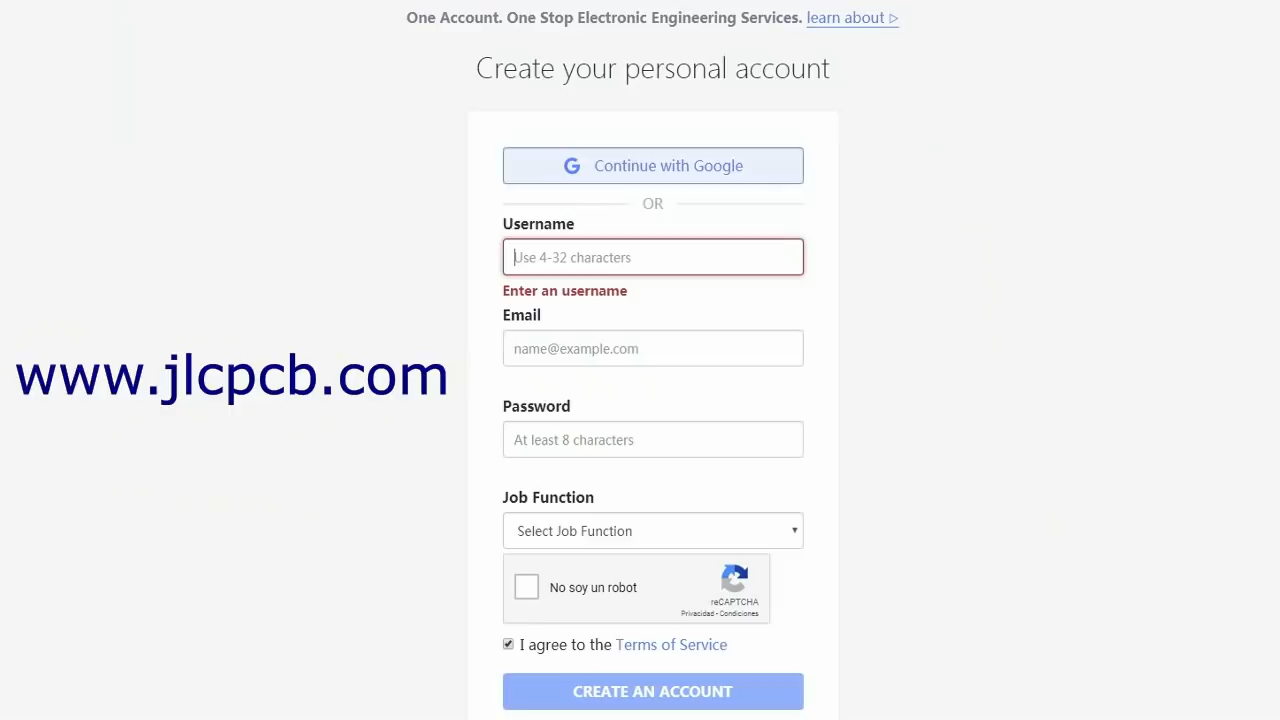 One Account. One Stop Electronic Engineering Services. learn about ▷
Create your personal account
Continue with Google
OR
Username
Use 4-32 characters
Enter an username
Email
name@example.com
www.jlcpcb.com
Password
At least 8 characters
Job Function
Select Job Function
No soy un robot
reCAPTCHA
Privacidad - Condiciones
I agree to the Terms of Service
CREATE AN ACCOUNT